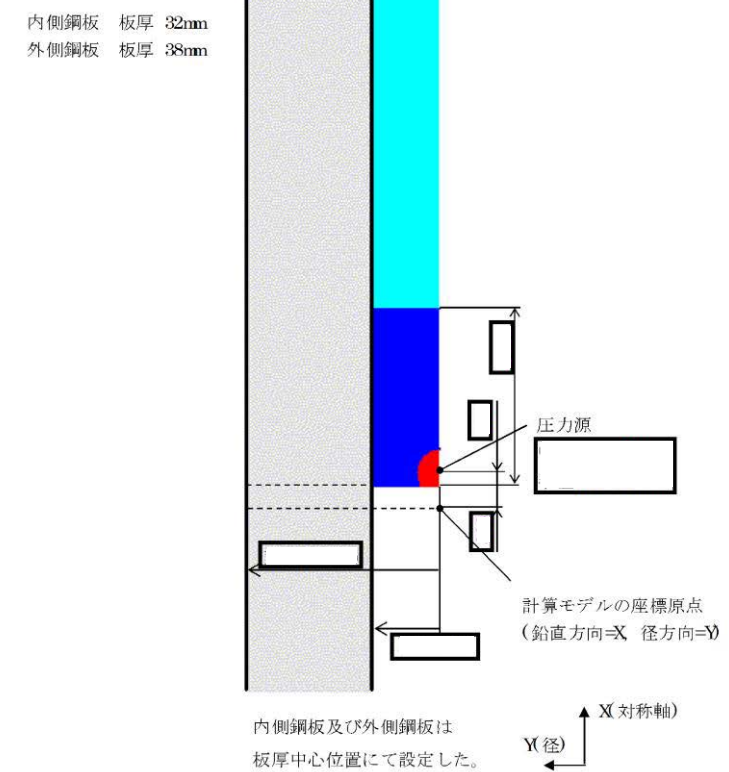 内側鋼板　板厚 32mm
外側鋼板　板厚 38mm
圧力源
計算モデルの座標原点
(鉛直方向=X, 径方向=Y)
内側鋼板及び外側鋼板は
板厚中心位置にて設定した。
X(対称軸)
Y(径)